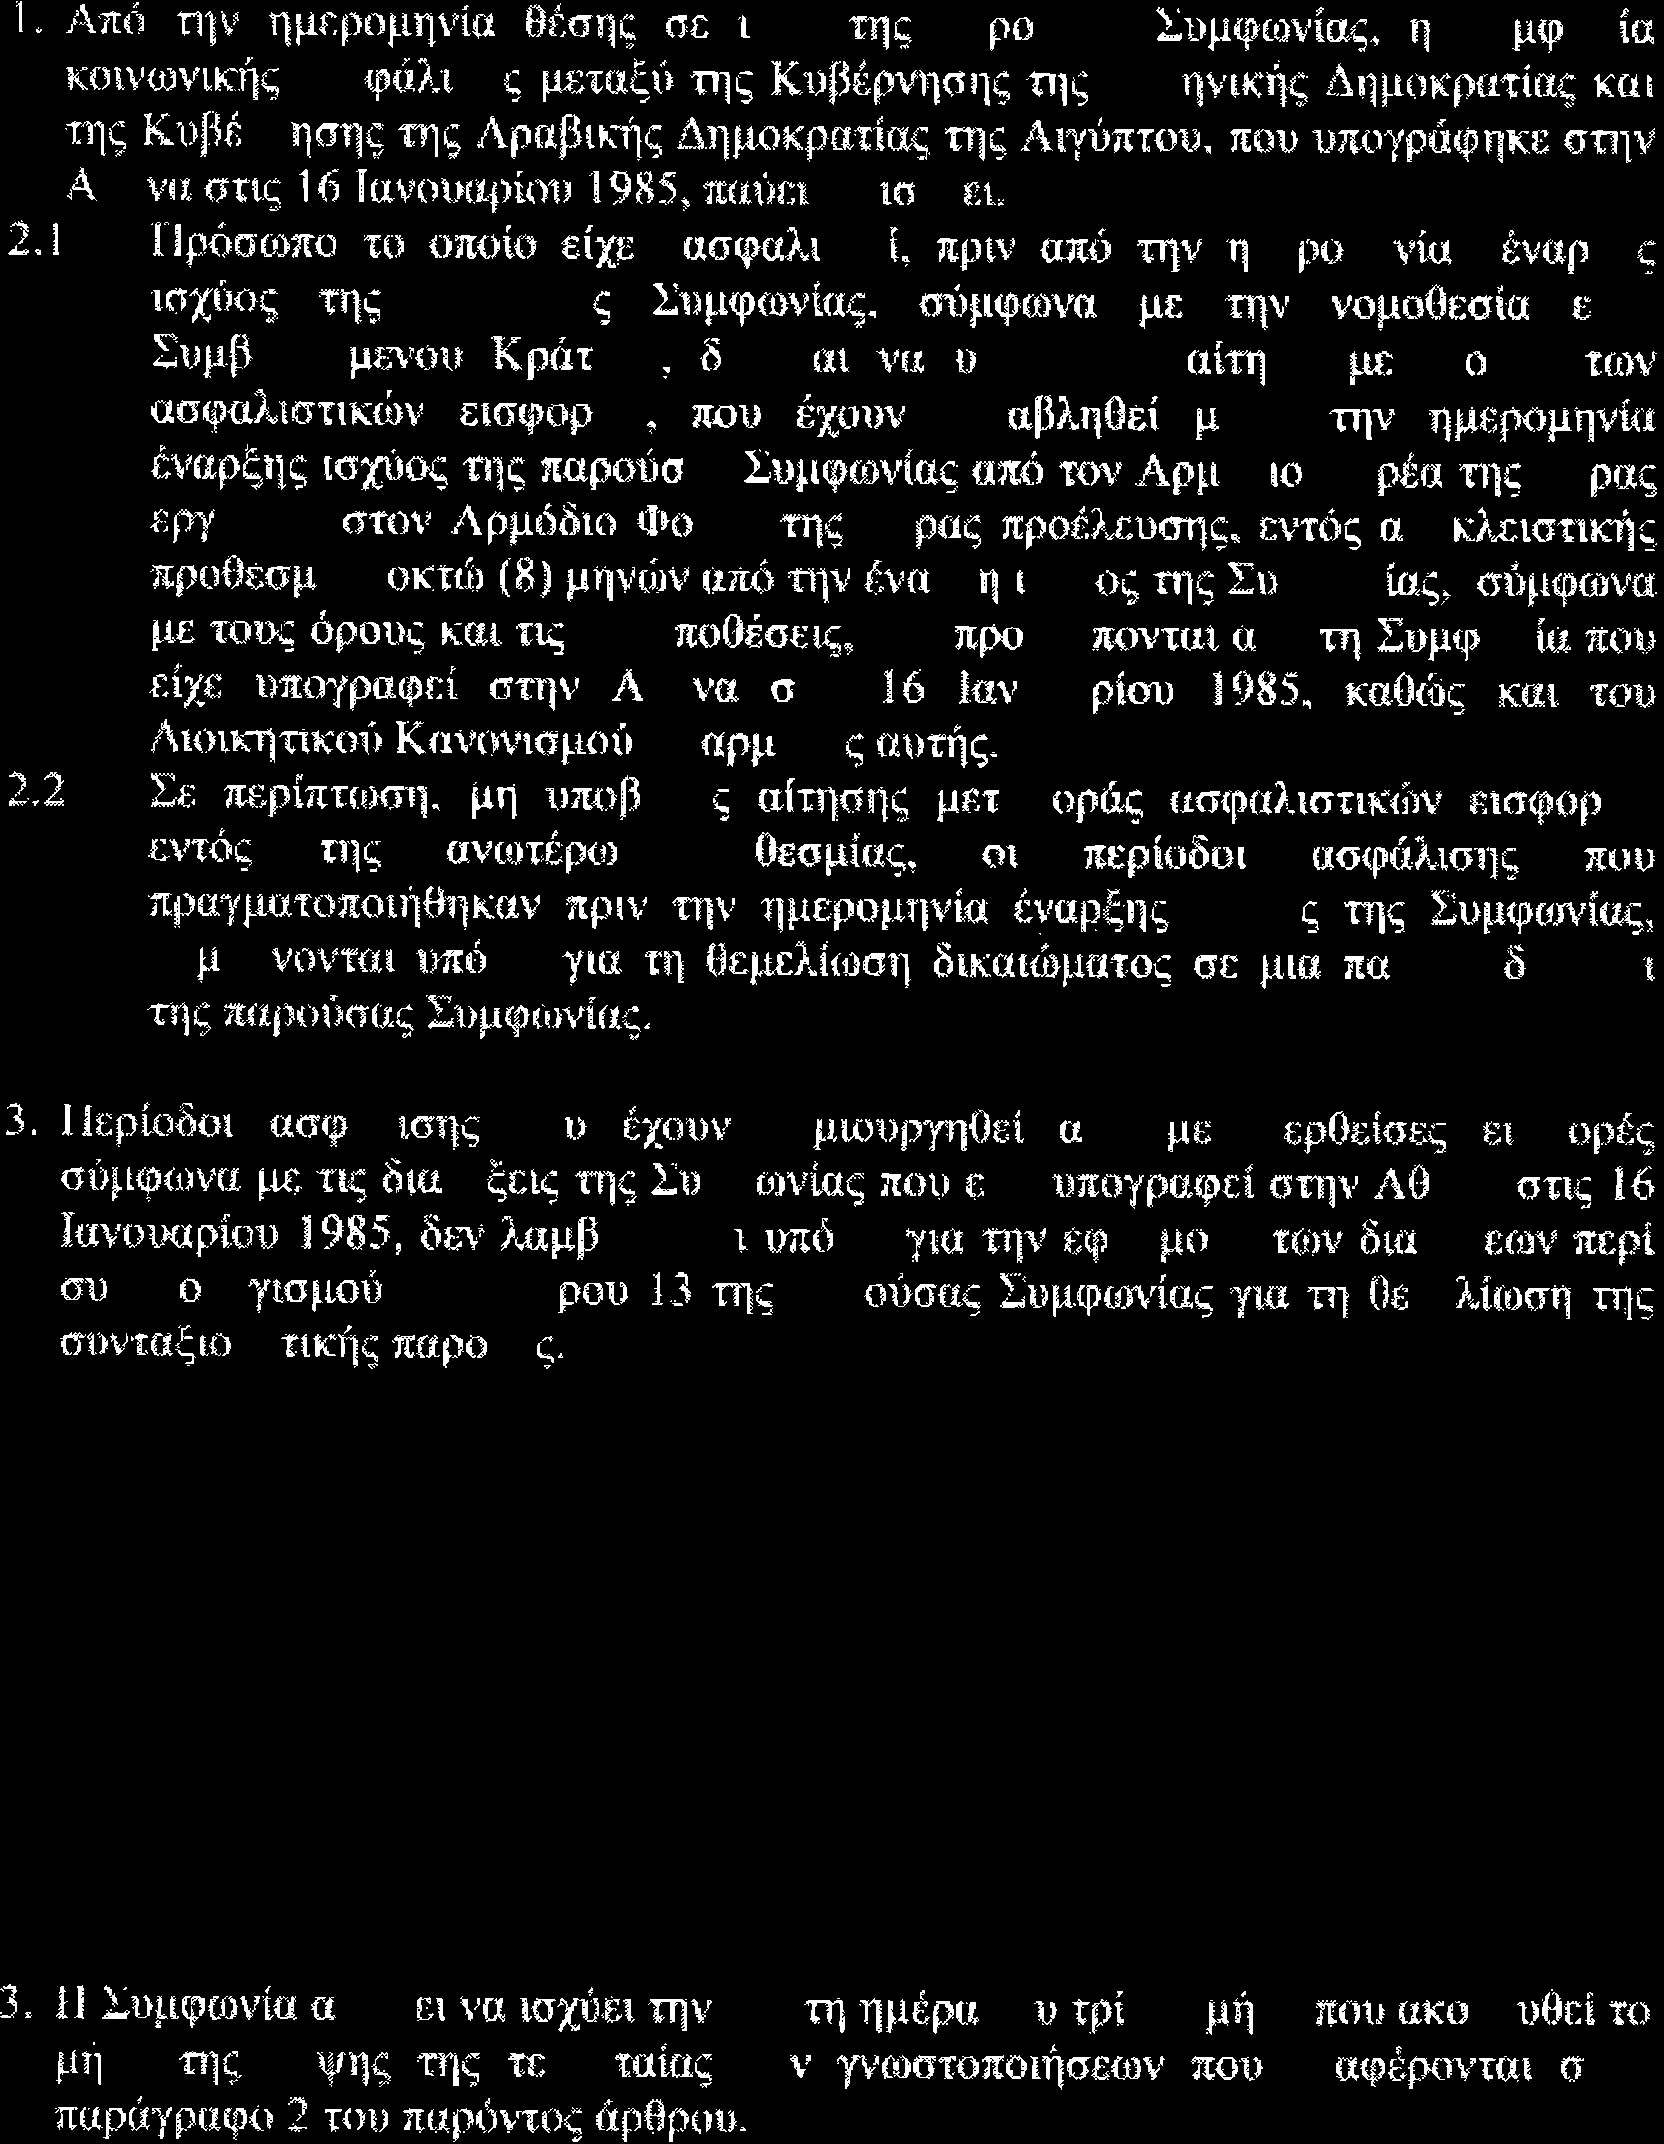 1. Από την ημερομηνία θέσης σε ι της ρο Συμφωνίας, η μφ ία
κοινωνικής φάλι ς μεταξύ της Κυβέρνησης της ηνικής Δημοκρατίας και
της Κυβέ ησης της Αραβικής Δημοκρατίας της Αιγύπτου, που υπογράφηκε στην
Α να στις 16 Ιανουαρίου 1985, παύει ισ ει.
2.1 Πρόσωπο το οποίο είχε ασφαλι ί, πριν από την η ρο νία έναρ ς
ισχύος της ς Συμφωνίας, σύμφωνα με την νομοθεσία ε
Συμβ μενου Κράτ , δ αι να υ αίτη με ο των
ασφαλιστικών εισφορ , που έχουν αβληθεί μ την ημερομηνία
έναρξης ισχύος της παρούσ Συμφωνίας από τον Αρμ ιο ρέα της ρας
εργ στον Αρμόδιο Φο της ρας προέλευσης, εντός α κλειστικής
προθεσμ οκτώ (8) μηνών από την ένα η ι ος της Συ ίας, σύμφωνα
με τους όρους και τις ποθέσεις, προ πονται α τη Συμφ ία που
είχε υπογραφεί στην Α να σ 16 Ιαν ρίου 1985, καθώς και του
Διοικητικού Κανονισμού αρμ ς αυτής.
2.2 Σε περίπτωση, μη υποβ ς αίτησης μετ οράς ασφαλιστικών εισφορ
εντός της ανωτέρω θεσμίας, οι περίοδοι ασφάλισης που
πραγματοποιήθηκαν πριν την ημερομηνία έναρξης ς της Συμφωνίας,
μ νονται υπό για τη θεμελίωση δικαιώματος σε μια πα δ ι
της παρούσας Συμφωνίας.
3. Περίοδοι ασφ ισης υ έχουν μιουργηθεί α με ερθείσες ει ορές
σύμφωνα με τις δια ξεις της Συ ωνίας που ε υπογραφεί στην Αθ στις 16
Ιανουαρίου 1985, δεν λαμβ ι υπό για την εφ μο των δια εων περί
συ ο γισμού ρου 13 της ούσας Συμφωνίας για τη θε λίωση της
συνταξιο τικής παρο ς.
3. Η Συμφωνία α ει να ισχύει την τη ημέρα υ τρί μή που ακο υθεί το
μή της ψης της τε ταίας ν γνωστοποιήσεων που αφέρονται σ
παράγραφο 2 του παρόντος άρθρου.